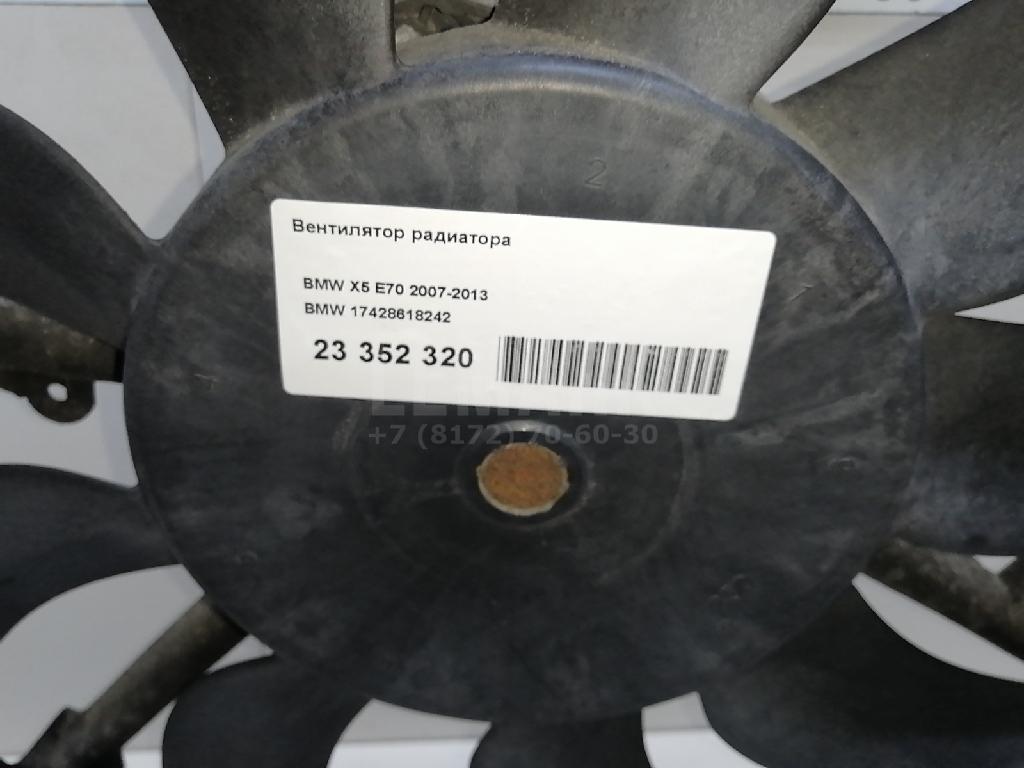 2
Вентилятор радиатора
BMW X5 E70 2007-2013
BMW 17428618242
23 352 320
+7 (8172) 70-60-30